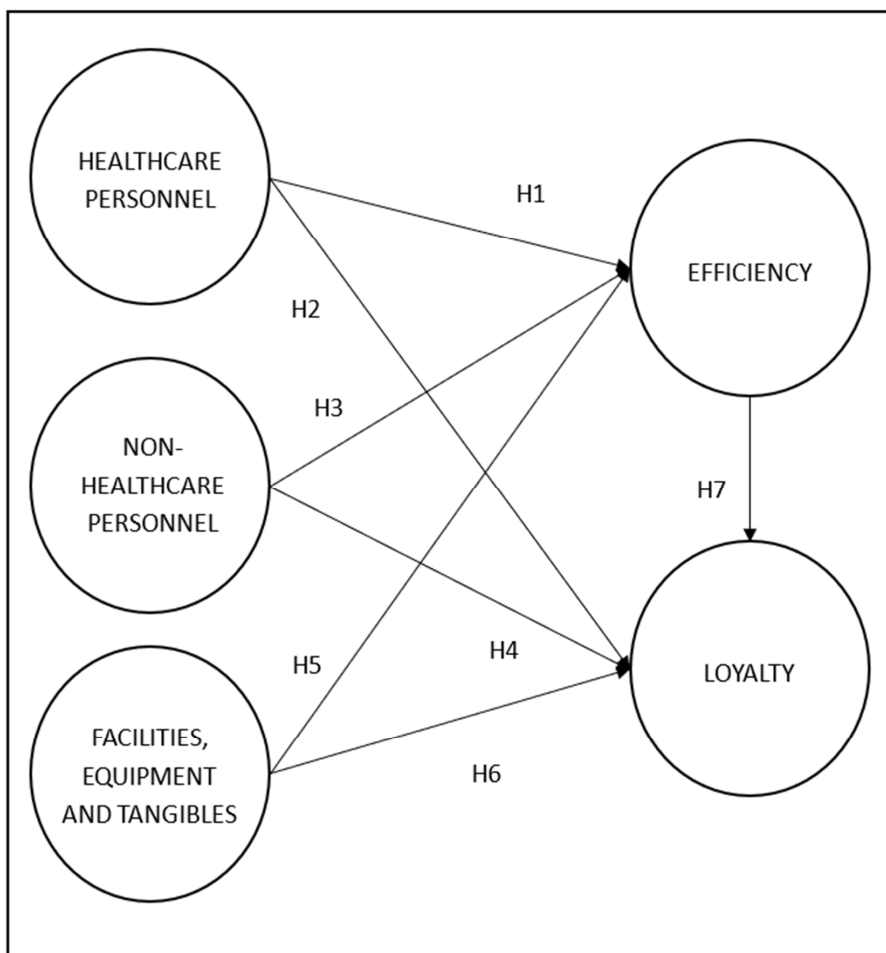 HEALTHCARE
PERSONNEL
H1
EFFICIENCY
H2
H3
NON-
HEALTHCARE
PERSONNEL
H7
H4
H5
LOYALTY
FACILITIES,
EQUIPMENT
AND TANGIBLES
H6